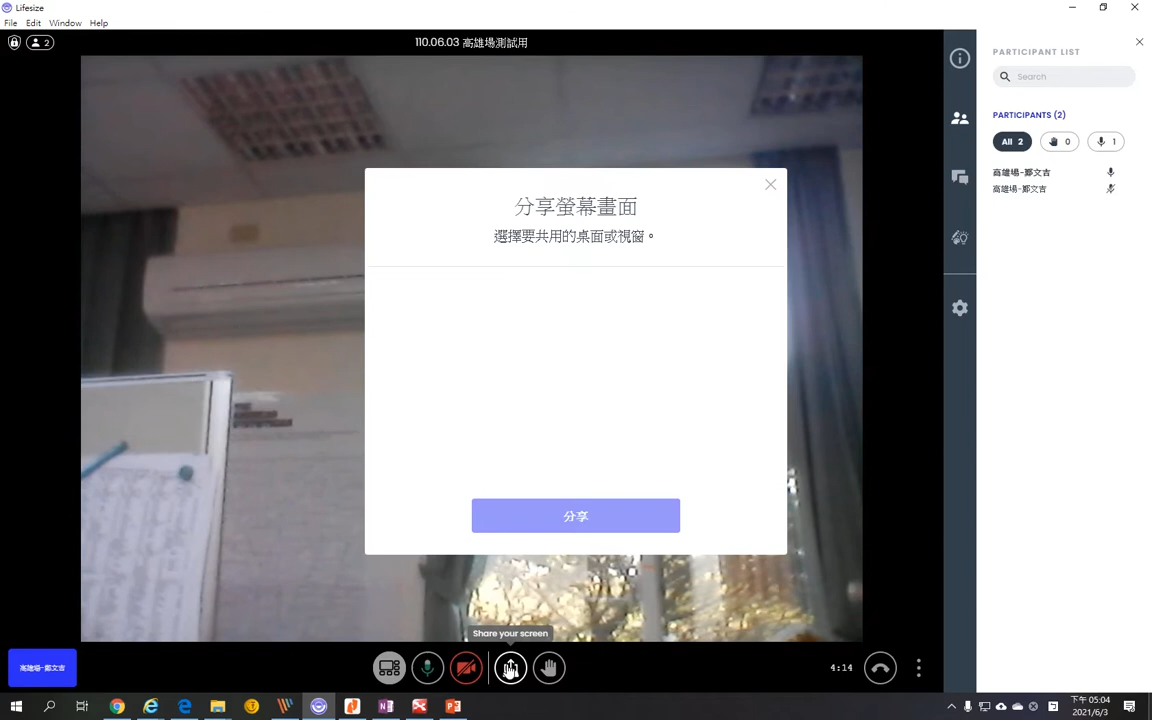 Lifesize
File Edit Window Help
2
110.06.03 高雄場測試用
PARTICIPANT LIST
Search
PARTICIPANTS (2)
All 2 0 1
高雄場-鄭文吉
高雄場-鄭文吉
分享螢幕畫面
選擇要共用的桌面或視窗。
分享
Share your screen
高雄場-鄭文吉
4:14
下午 05:04
2021/6/3